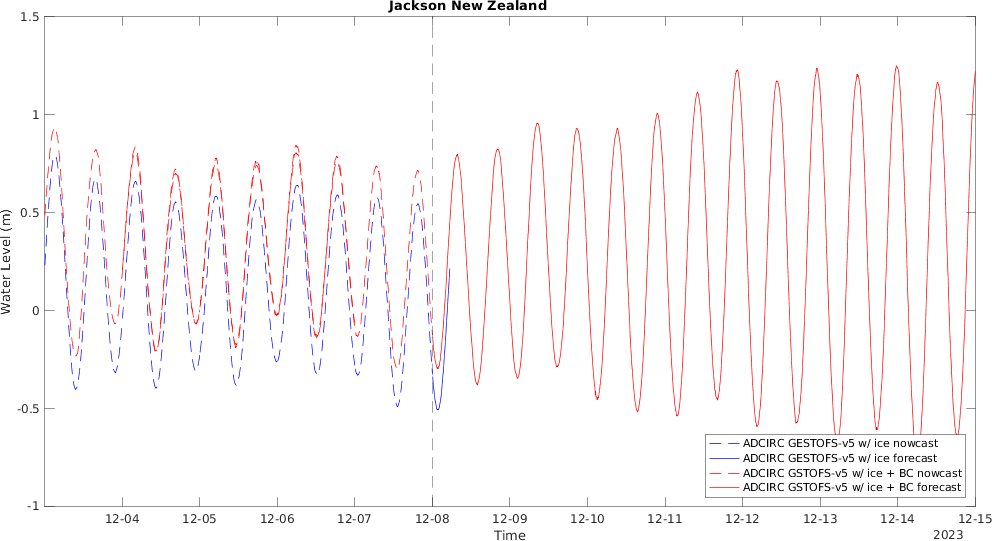 Jackson New Zealand
1.5
1
0.5
0
-0.5
-1
Water Level (m)
ADCIRC GESTOFS-v5 w/ ice nowcast
ADCIRC GESTOFS-v5 w/ ice forecast
ADCIRC GSTOFS-v5 w/ ice + BC nowcast
ADCIRC GSTOFS-v5 w/ ice + BC forecast
12-04 12-05 12-06 12-07 12-08 12-09 12-10 12-11 12-12 12-13 12-14 12-15
Time
2023